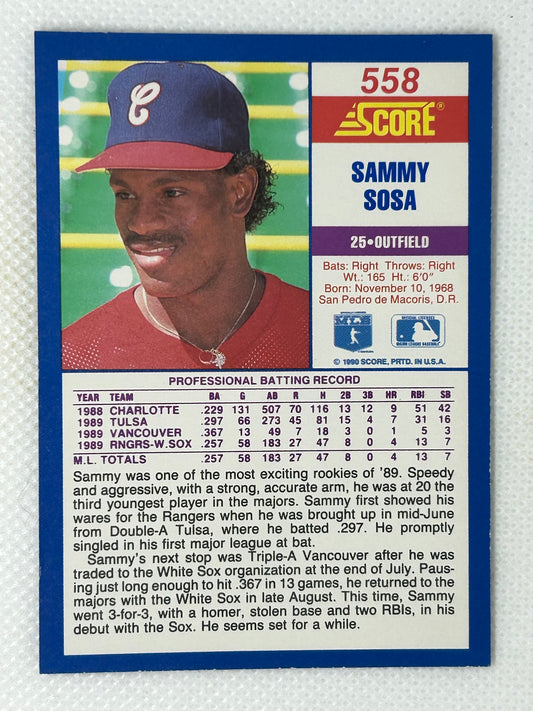 C
558
SCORE®
SAMMY
SOSA
25•OUTFIELD
Bats: Right Throws: Right
Wt.: 165 Ht.: 6'0"
Born: November 10, 1968
San Pedro de Macoris, D.R.
© 1990 SCORE, PRTD. IN U.S.A.
PROFESSIONAL BATTING RECORD
YEAR TEAM BA G AB R H 2B 3B HR RBI SB
1988 CHARLOTTE .229 131 507 70 116 13 12 9 51 42
1989 TULSA .297 66 273 45 81 15 4 7 31 16
1989 VANCOUVER .367 13 49 7 18 3 0 1 5 3
1989 RNGRS-W.SOX .257 58 183 27 47 8 0 4 13 7
M.L. TOTALS .257 58 183 27 47 8 0 4 13 7
Sammy was one of the most exciting rookies of '89. Speedy
and aggressive, with a strong, accurate arm, he was at 20 the
third youngest player in the majors. Sammy first showed his
wares for the Rangers when he was brought up in mid-June
from Double-A Tulsa, where he batted .297. He promptly
singled in his first major league at bat.
Sammy's next stop was Triple-A Vancouver after he was
traded to the White Sox organization at the end of July. Paus-
ing just long enough to hit .367 in 13 games, he returned to the
majors with the White Sox in late August. This time, Sammy
went 3-for-3, with a homer, stolen base and two RBIs, in his
debut with the Sox. He seems set for a while.